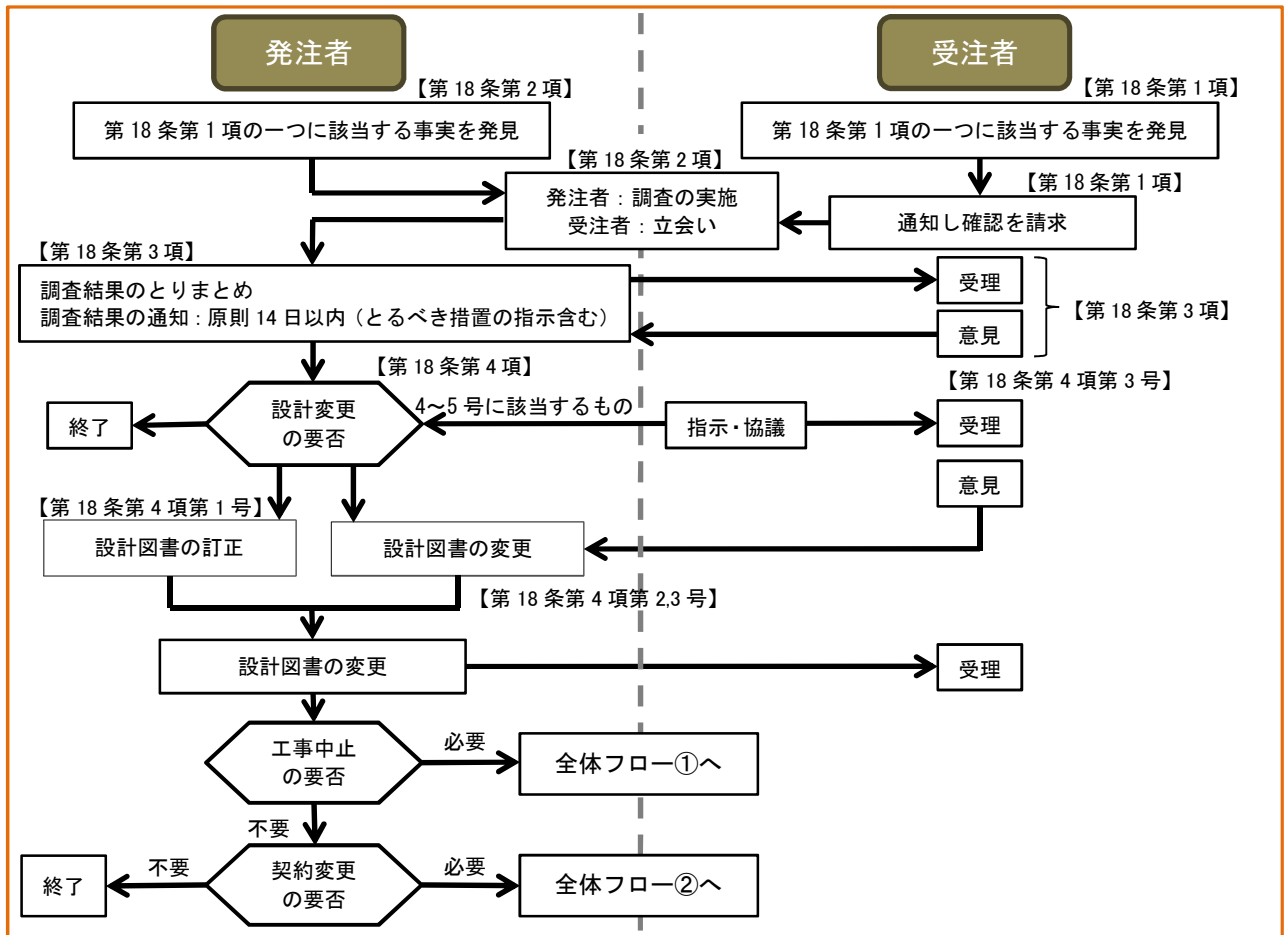 発注者
受注者
【第18条第2項】
【第18条第1項】
第18条第1項の一つに該当する事実を発見
第18条第1項の一つに該当する事実を発見
【第18条第2項】
【第18条第1項】
発注者：調査の実施
受注者：立会い
通知し確認を請求
【第18条第3項】
調査結果のとりまとめ
調査結果の通知：原則14日以内（とるべき措置の指示含む）
受理
意見
【第18条第3項】
【第18条第4項】
【第18条第4項第3号】
終了
設計変更
の要否
4～5号に該当するもの
指示・協議
受理
意見
【第18条第4項第1号】
設計図書の訂正
設計図書の変更
【第18条第4項第2,3号】
設計図書の変更
受理
工事中止
の要否
必要
全体フロー①へ
不要
終了
不要
契約変更
の要否
必要
全体フロー②へ